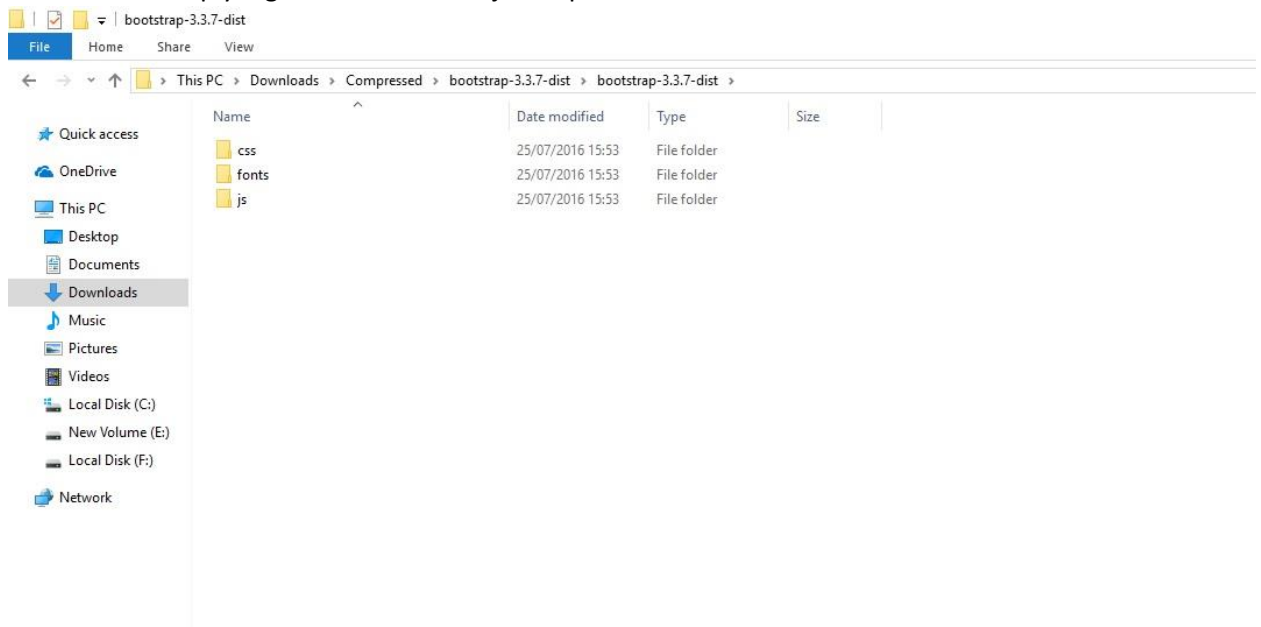 bootstrap-3.3.7-dist
File Home Share View
This PC > Downloads > Compressed > bootstrap-3.3.7-dist > bootstrap-3.3.7-dist >
Name Date modified Type Size
Quick access
css 25/07/2016 15:53 File folder
OneDrive
fonts 25/07/2016 15:53 File folder
js 25/07/2016 15:53 File folder
This PC
Desktop
Documents
Downloads
Music
Pictures
Videos
Local Disk (C:)
New Volume (E:)
Local Disk (F:)
Network